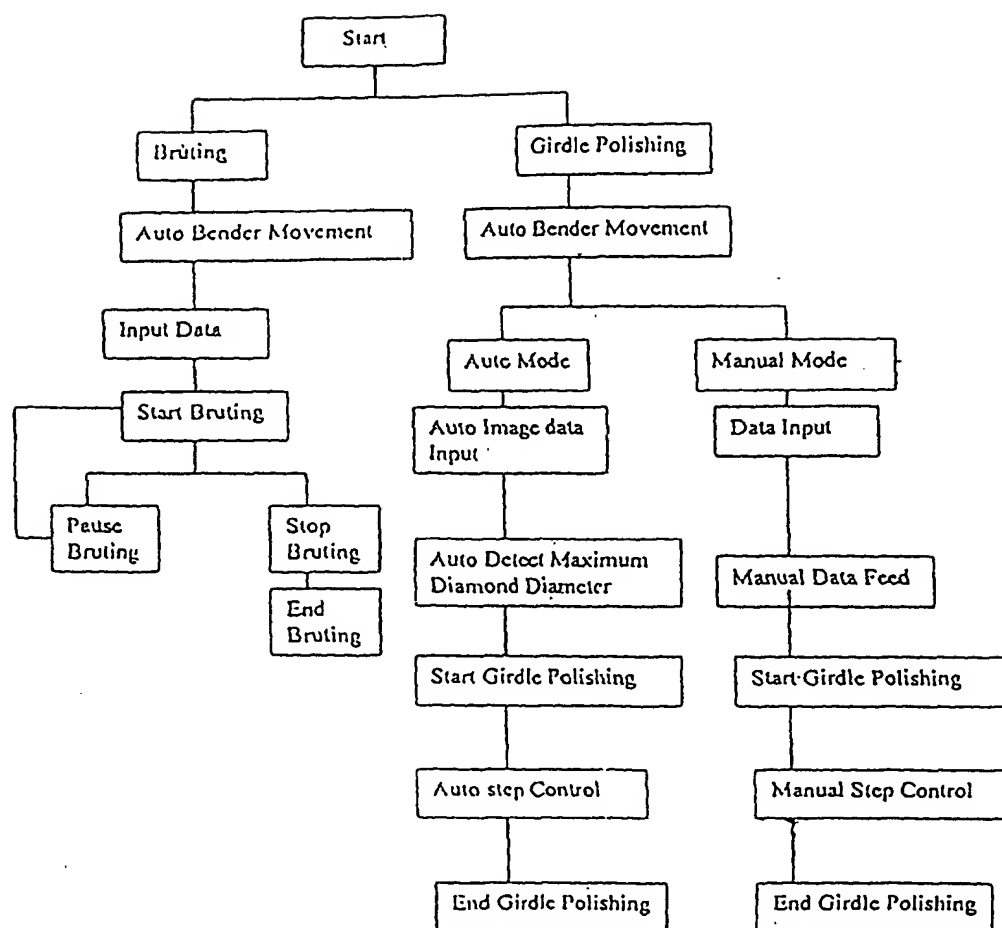 Start
Bruting
Girdle Polishing
Auto Bender Movement
Auto Bender Movement
Input Data
Auto Mode
Manual Mode
Start Bruting
Auto Image data
Input
Data Input
Pause
Bruting
Stop
Bruting
End
Bruting
Auto Detect Maximum
Diamond Diameter
Manual Data Feed
Start Girdle Polishing
Start Girdle Polishing
Auto step Control
Manual Step Control
End Girdle Polishing
End Girdle Polishing